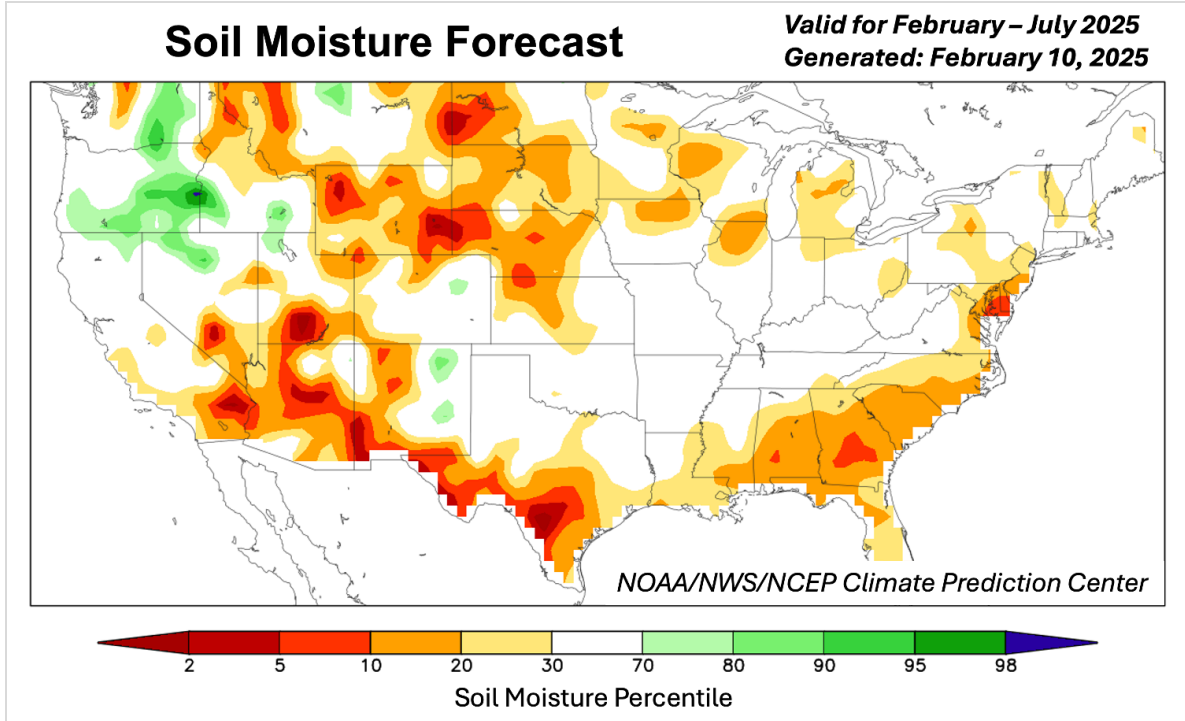 Soil Moisture Forecast
Valid for February – July 2025
Generated: February 10, 2025
NOAA/NWS/NCEP Climate Prediction Center
2 5 10 20 30 70 80 90 95 98
Soil Moisture Percentile